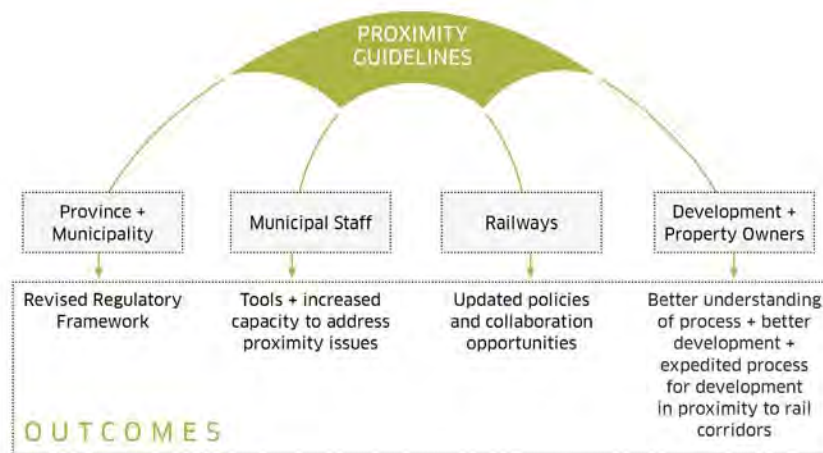 PROXIMITY
GUIDELINES
Province +
Municipality
Municipal Staff
Railways
Development +
Property Owners
Revised Regulatory
Framework
Tools + increased
capacity to address
proximity issues
Updated policies
and collaboration
opportunities
Better understanding
of process + better
development +
expedited process
for development
in proximity to rail
corridors
OUTCOMES